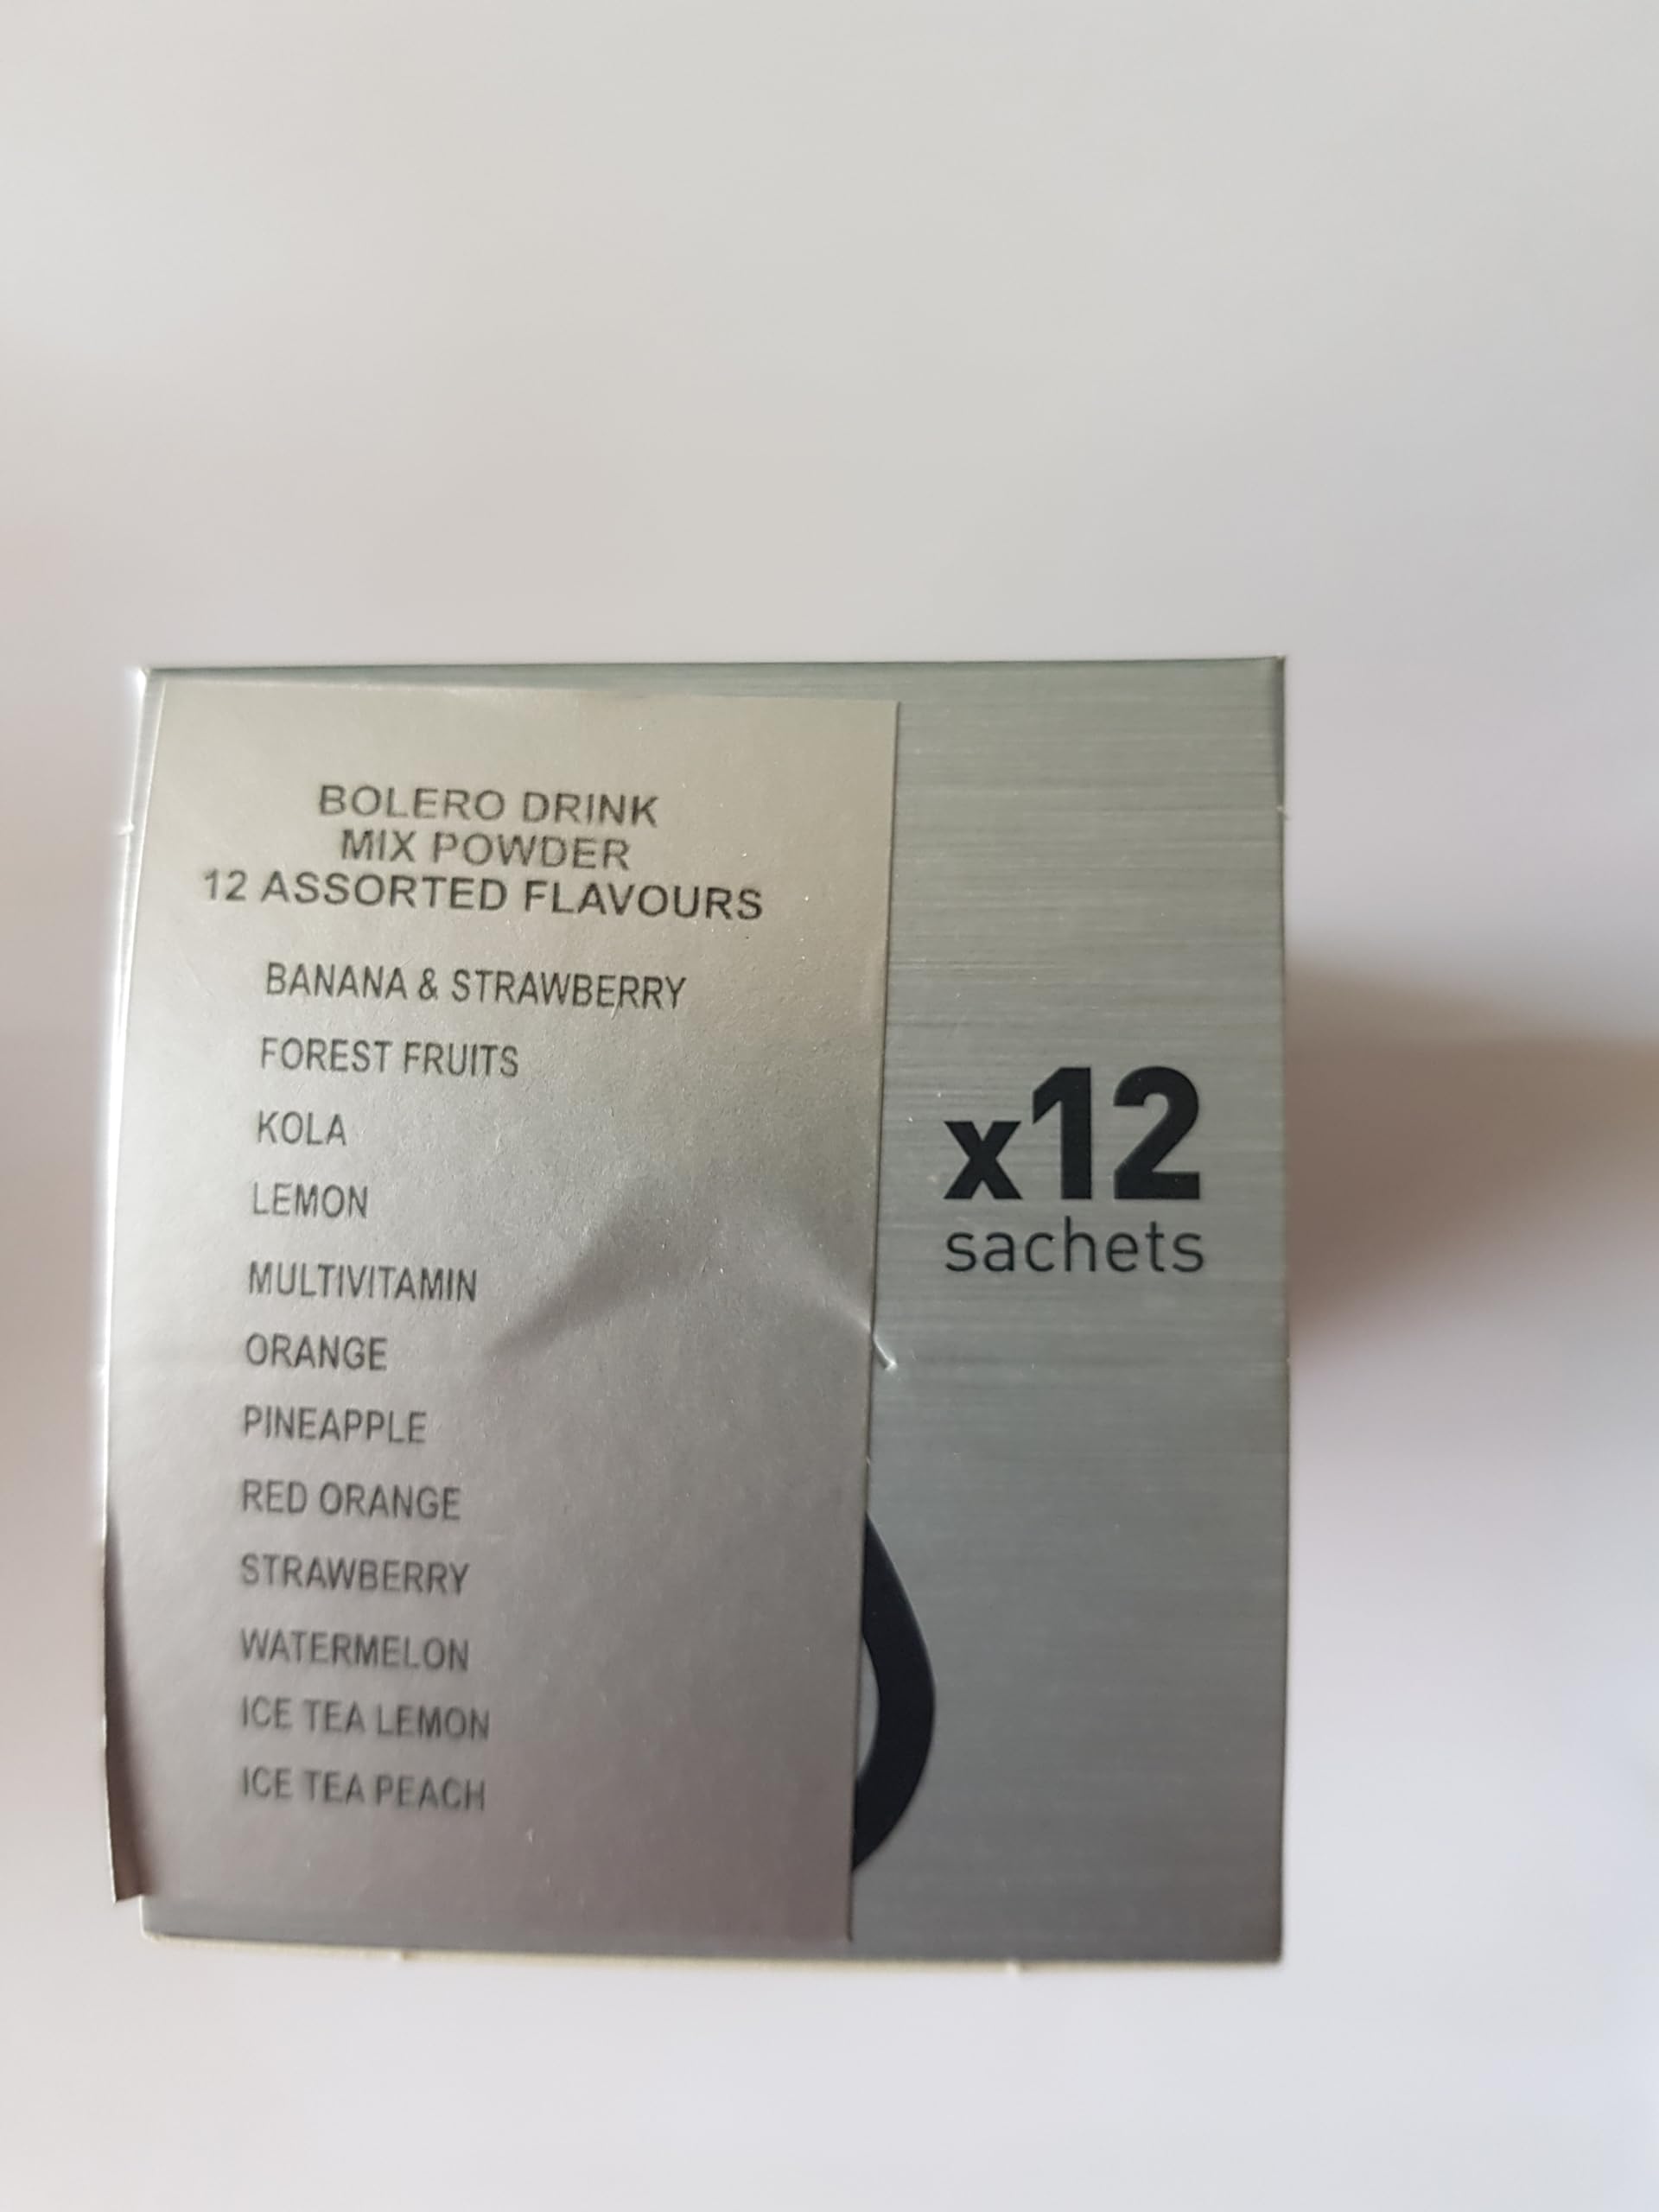 BOLERO DRINK
MIX POWDER
12 ASSORTED FLAVOURS
BANANA & STRAWBERRY
FOREST FRUITS
KOLA
LEMON
MULTIVITAMIN
ORANGE
PINEAPPLE
RED ORANGE
STRAWBERRY
WATERMELON
ICE TEA LEMON
ICE TEA PEACH
x12
sachets